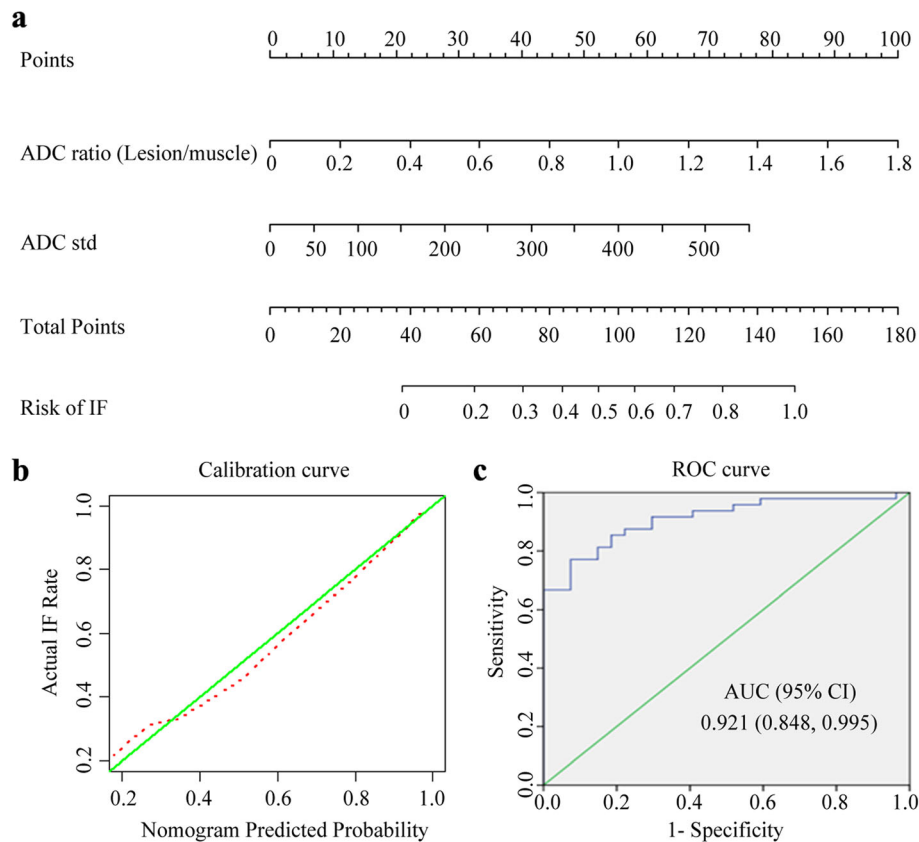 a
0 10 20 30 40 50 60 70 80 90 100
Points
ADC ratio (Lesion/muscle)
0 0.2 0.4 0.6 0.8 1.0 1.2 1.4 1.6 1.8
ADC std
0 50 100 200 300 400 500
Total Points
0 20 40 60 80 100 120 140 160 180
Risk of IF
0 0.2 0.3 0.4 0.5 0.6 0.7 0.8 1.0
b
Calibration curve
Actual IF Rate
1.0
0.8
0.6
0.4
0.2
0.2 0.4 0.6 0.8 1.0
Nomogram Predicted Probability
c
ROC curve
Sensitivity
1.0
0.8
0.6
0.4
0.2
0.0
AUC (95% CI)
0.921 (0.848, 0.995)
0.0 0.2 0.4 0.6 0.8 1.0
1- Specificity